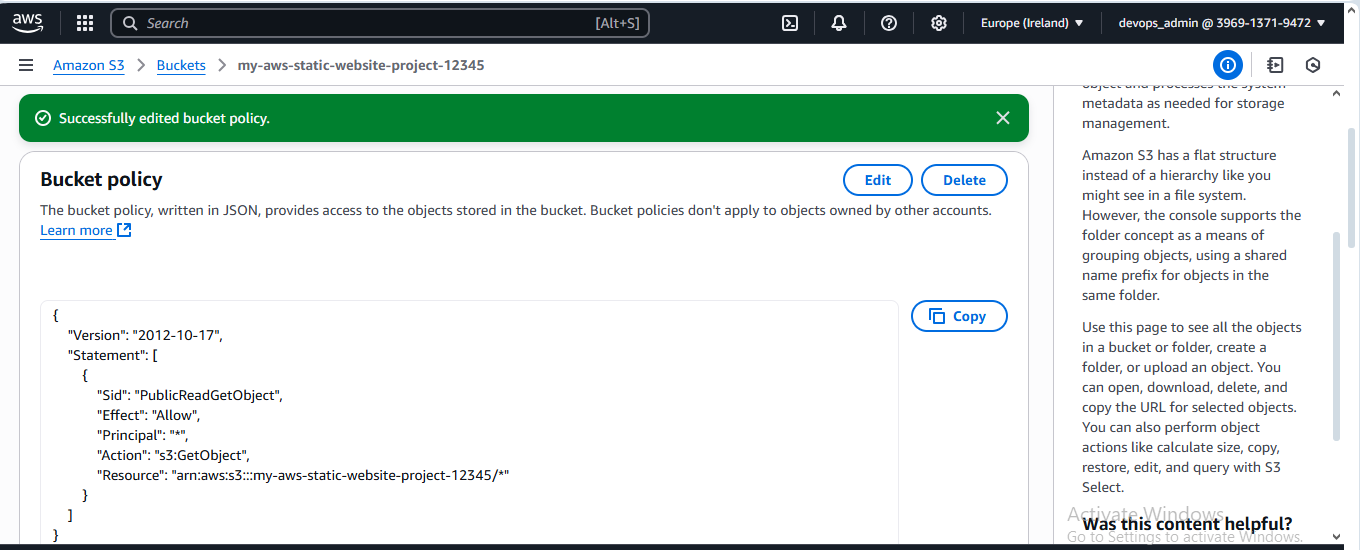 aws
Search
[Alt+S]
Europe (Ireland)
devops_admin @ 3969-1371-9472
Amazon S3
Buckets
my-aws-static-website-project-12345
Successfully edited bucket policy.
Bucket policy
Edit
Delete
The bucket policy, written in JSON, provides access to the objects stored in the bucket. Bucket policies don't apply to objects owned by other accounts.
Learn more
{
"Version": "2012-10-17",
"Statement": [
{
"Sid": "PublicReadGetObject",
"Effect": "Allow",
"Principal": "*",
"Action": "s3:GetObject",
"Resource": "arn:aws:s3:::my-aws-static-website-project-12345/*"
}
]
}
Copy
object and processes the system
metadata as needed for storage
management.
Amazon S3 has a flat structure
instead of a hierarchy like you
might see in a file system.
However, the console supports the
folder concept as a means of
grouping objects, using a shared
name prefix for objects in the
same folder.
Use this page to see all the objects
in a bucket or folder, create a
folder, or upload an object. You
can open, download, delete, and
copy the URL for selected objects.
You can also perform object
actions like calculate size, copy,
restore, edit, and query with S3
Select.
Was this content helpful?
Activate Windows
Go to Settings to activate Windows.